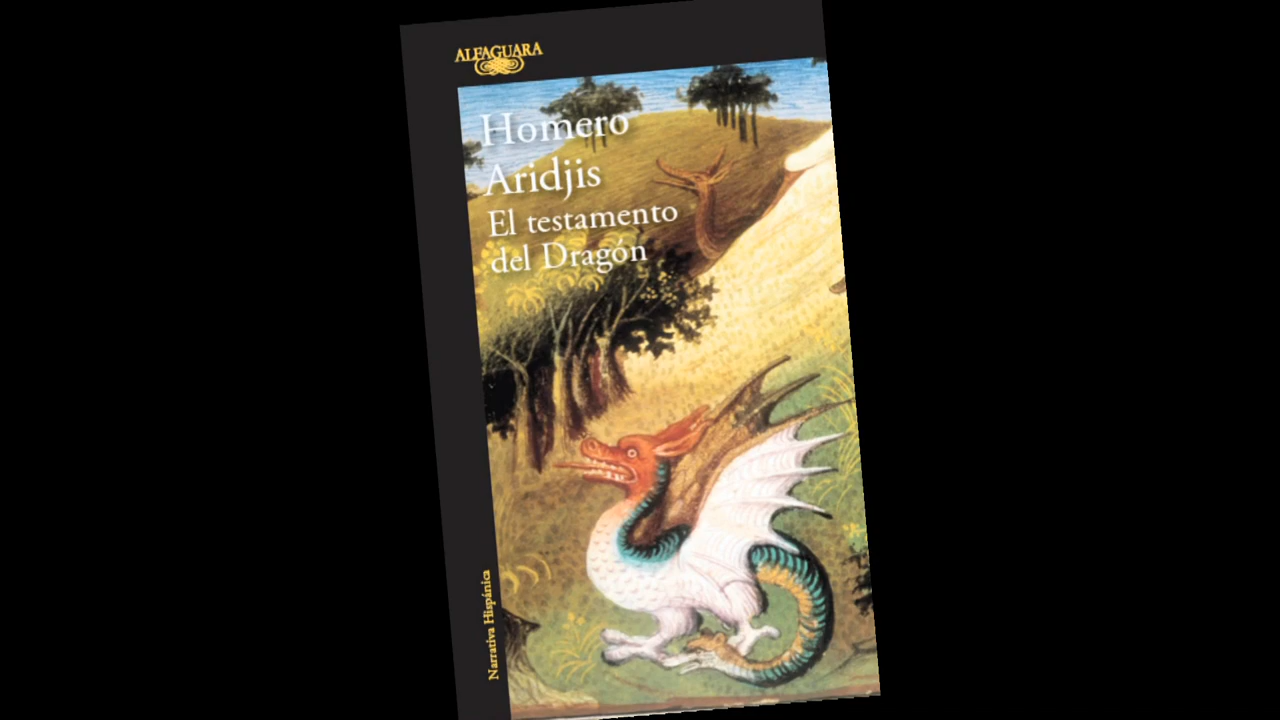 ALFAGUARA
Homero
Aridjis
El testamento
del Dragón
Narrativa Hispánica